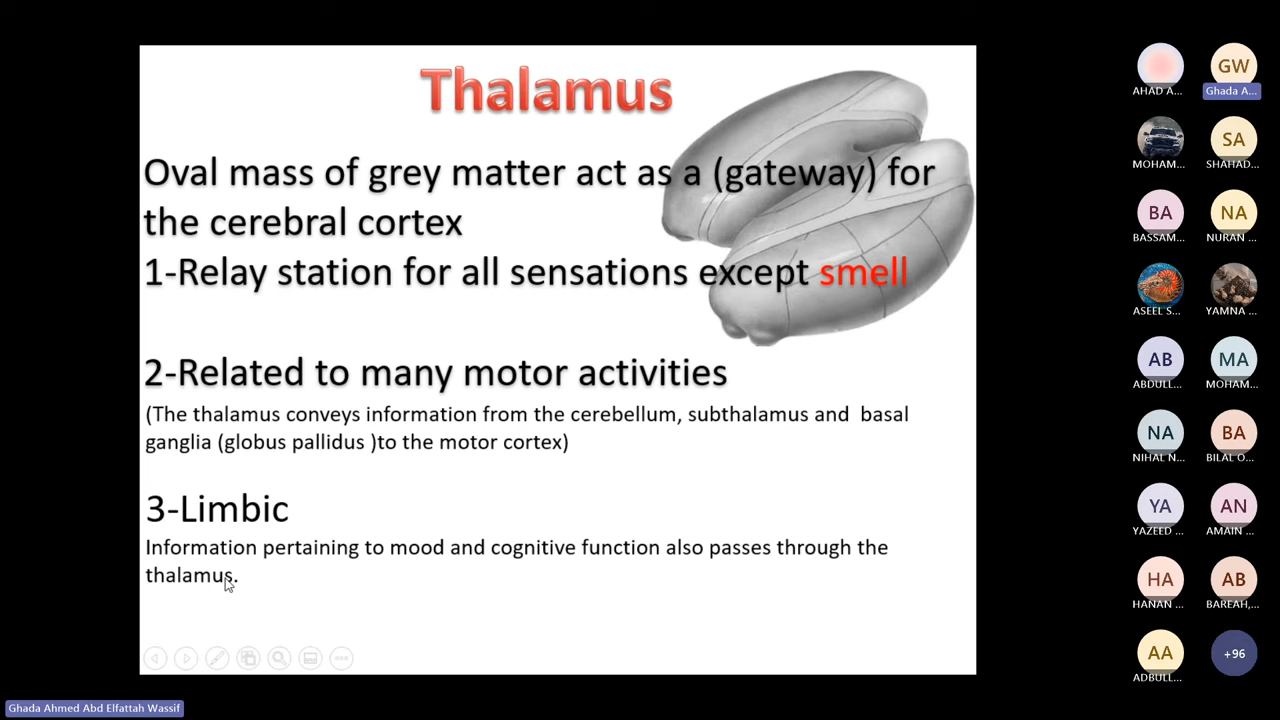 Thalamus
Oval mass of grey matter act as a (gateway) for
the cerebral cortex
1-Relay station for all sensations except smell
2-Related to many motor activities
(The thalamus conveys information from the cerebellum, subthalamus and basal
ganglia (globus pallidus )to the motor cortex)
3-Limbic
Information pertaining to mood and cognitive function also passes through the
thalamus.
AHAD A...
GW
Ghada A...
MOHAM...
SA
SHAHAD...
BA
BASSAM...
NA
NURAN ...
ASEEL S...
YAMNA ...
AB
ABDULL...
MA
MOHAM...
NA
NIHAL N...
BA
BILAL O...
YA
YAZEED ...
AN
AMAIN ...
HA
HANAN ...
AB
BAREAH,...
AA
ADBULL...
+96
Ghada Ahmed Abd Elfattah Wassif